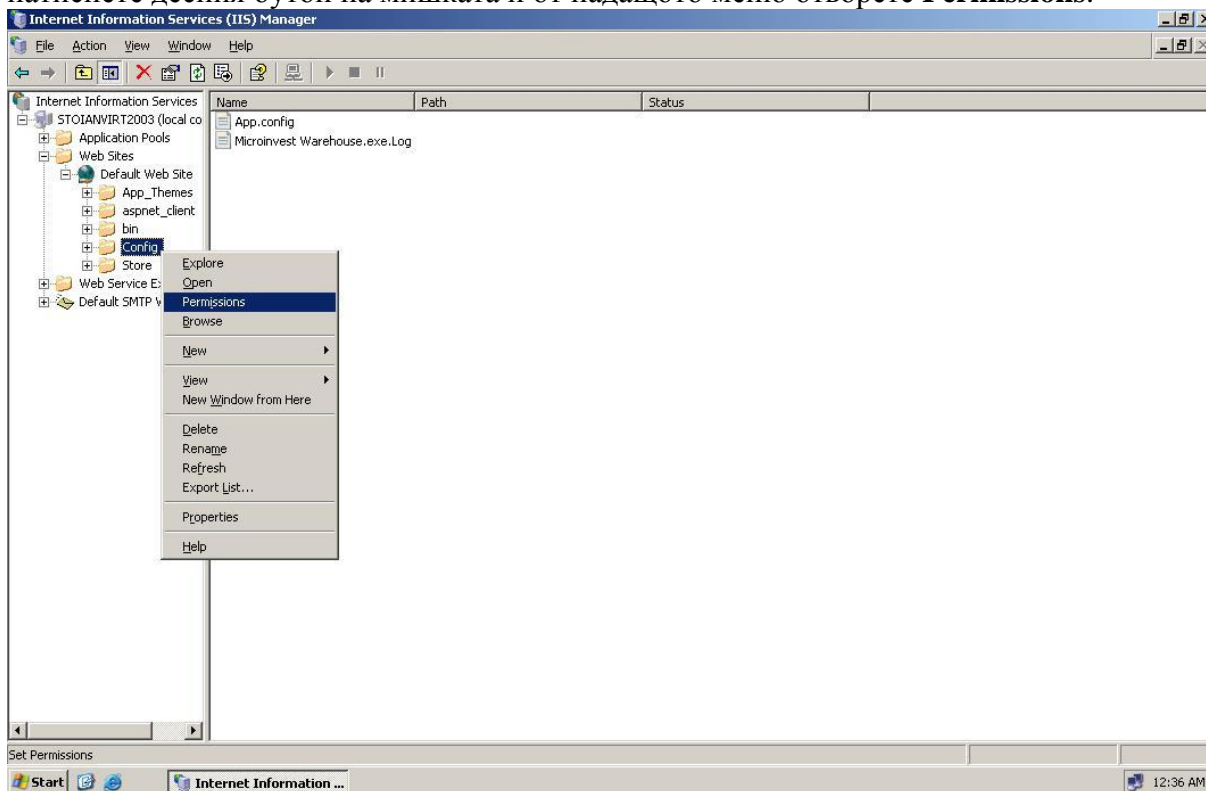 натиснете десния бутон на мишката и от падащото меню отворете Permissions.
Internet Information Services (IIS) Manager
File Action View Window Help
Internet Information Services
Name Path Status
STOIANVIRT2003 (local co
App.config
Application Pools
Microinvest Warehouse.exe.Log
Web Sites
Default Web Site
App_Themes
aspnet_client
bin
Config
Store
Web Service E
Default SMTP V
Explore
Open
Permissions
Browse
New
View
New Window from Here
Delete
Rename
Refresh
Export List...
Properties
Help
Set Permissions
Start
Internet Information ...
12:36 AM